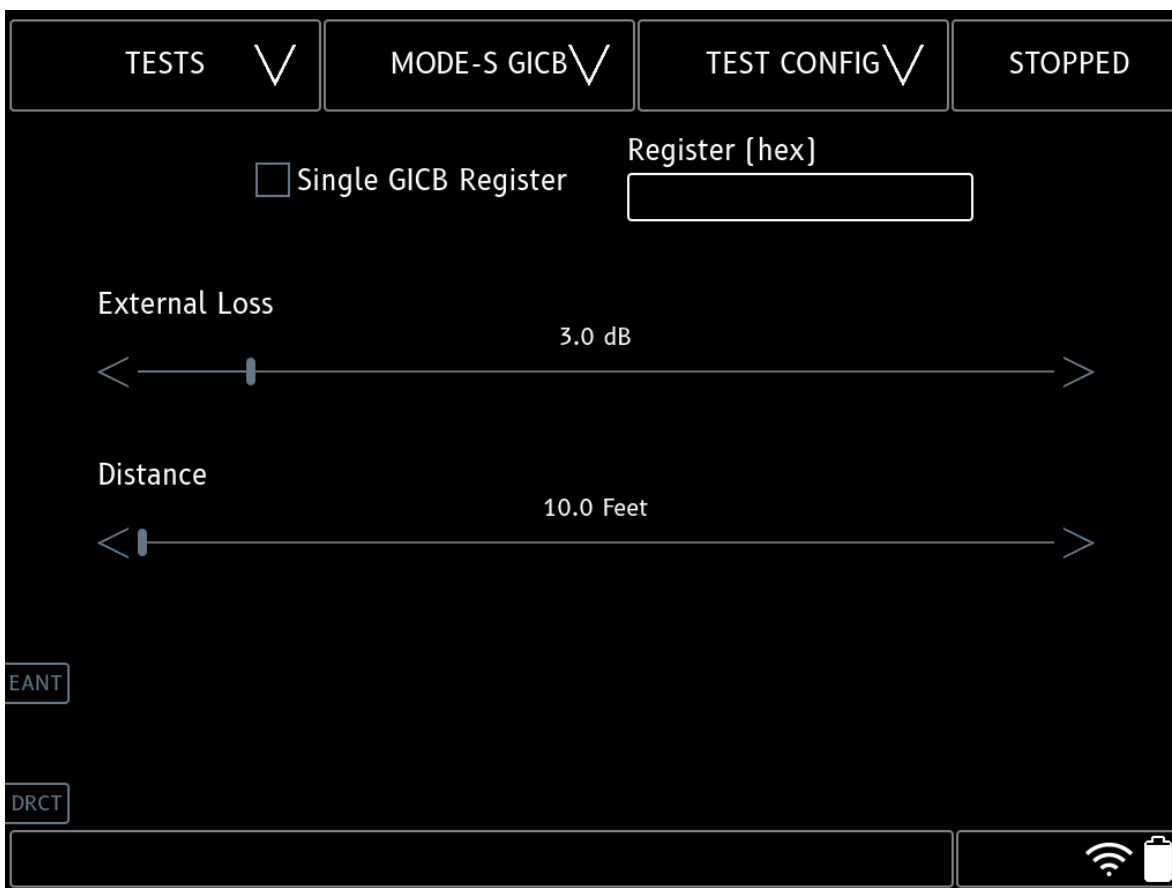 TESTS MODE-S GICB TEST CONFIG STOPPED
Register (hex)
Single GICB Register
External Loss
3.0 dB
Distance
10.0 Feet
EANT
DRCT